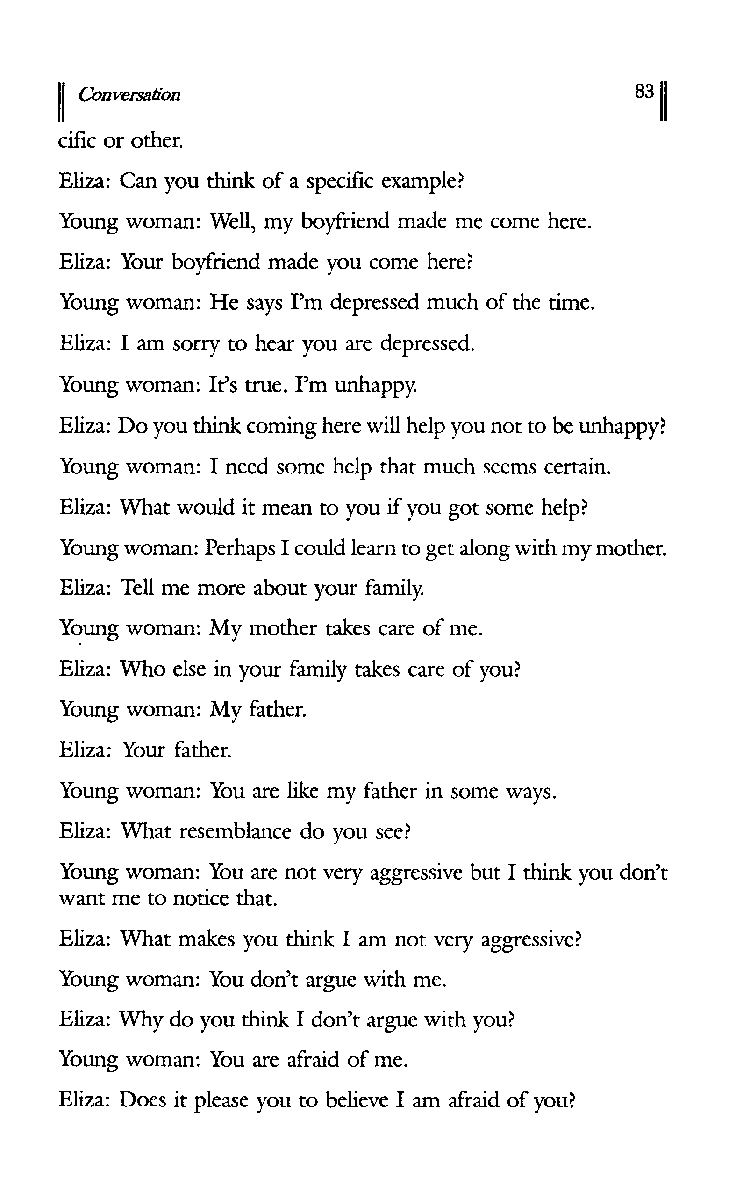 Conversation 83
cific or other.
Eliza: Can you think of a specific example?
Young woman: Well, my boyfriend made me come here.
Eliza: Your boyfriend made you come here?
Young woman: He says I'm depressed much of the time.
Eliza: I am sorry to hear you are depressed.
Young woman: It's true. I'm unhappy.
Eliza: Do you think coming here will help you not to be unhappy?
Young woman: I need some help that much seems certain.
Eliza: What would it mean to you if you got some help?
Young woman: Perhaps I could learn to get along with my mother.
Eliza: Tell me more about your family.
Young woman: My mother takes care of me.
Eliza: Who else in your family takes care of you?
Young woman: My father.
Eliza: Your father.
Young woman: You are like my father in some ways.
Eliza: What resemblance do you see?
Young woman: You are not very aggressive but I think you don't
want me to notice that.
Eliza: What makes you think I am not very aggressive?
Young woman: You don't argue with me.
Eliza: Why do you think I don't argue with you?
Young woman: You are afraid of me.
Eliza: Does it please you to believe I am afraid of you?